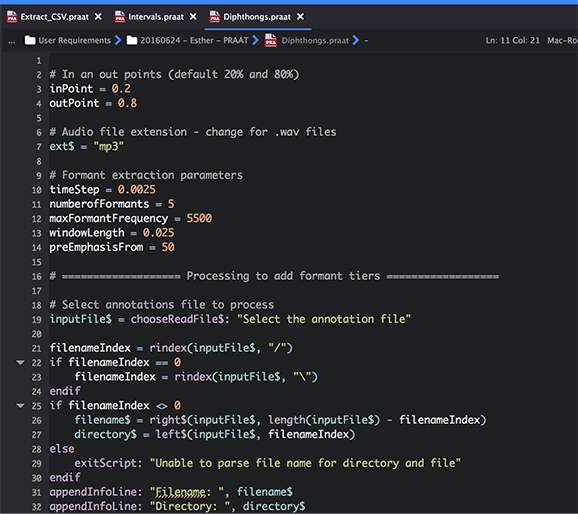 Extract_CSV.praat × Intervals.praat × Diphthongs.praat ×
... User Requirements 20160624 - Esther - PRAAT Diphthongs.praat - Ln: 11 Col: 21 Mac-Ro
1
2 # In an out points (default 20% and 80%)
3 inPoint = 0.2
4 outPoint = 0.8
5
6 # Audio file extension - change for .wav files
7 ext$ = "mp3"
8
9 # Formant extraction parameters
10 timeStep = 0.0025
11 numberofFormants = 5
12 maxFormantFrequency = 5500
13 windowLength = 0.025
14 preEmphasisFrom = 50
15
16 # =================== Processing to add formant tiers ==================
17
18 # Select annotations file to process
19 inputFile$ = chooseReadFile$: "Select the annotation file"
20
21 filenameIndex = rindex(inputFile$, "/")
22 if filenameIndex == 0
23 filenameIndex = rindex(inputFile$, "\")
24 endif
25 if filenameIndex <> 0
26 filename$ = right$(inputFile$, length(inputFile$) - filenameIndex)
27 directory$ = left$(inputFile$, filenameIndex)
28 else
29 exitScript: "Unable to parse file name for directory and file"
30 endif
31 appendInfoLine: "Filename: ", filename$
32 appendInfoLine: "Directory: ", directory$